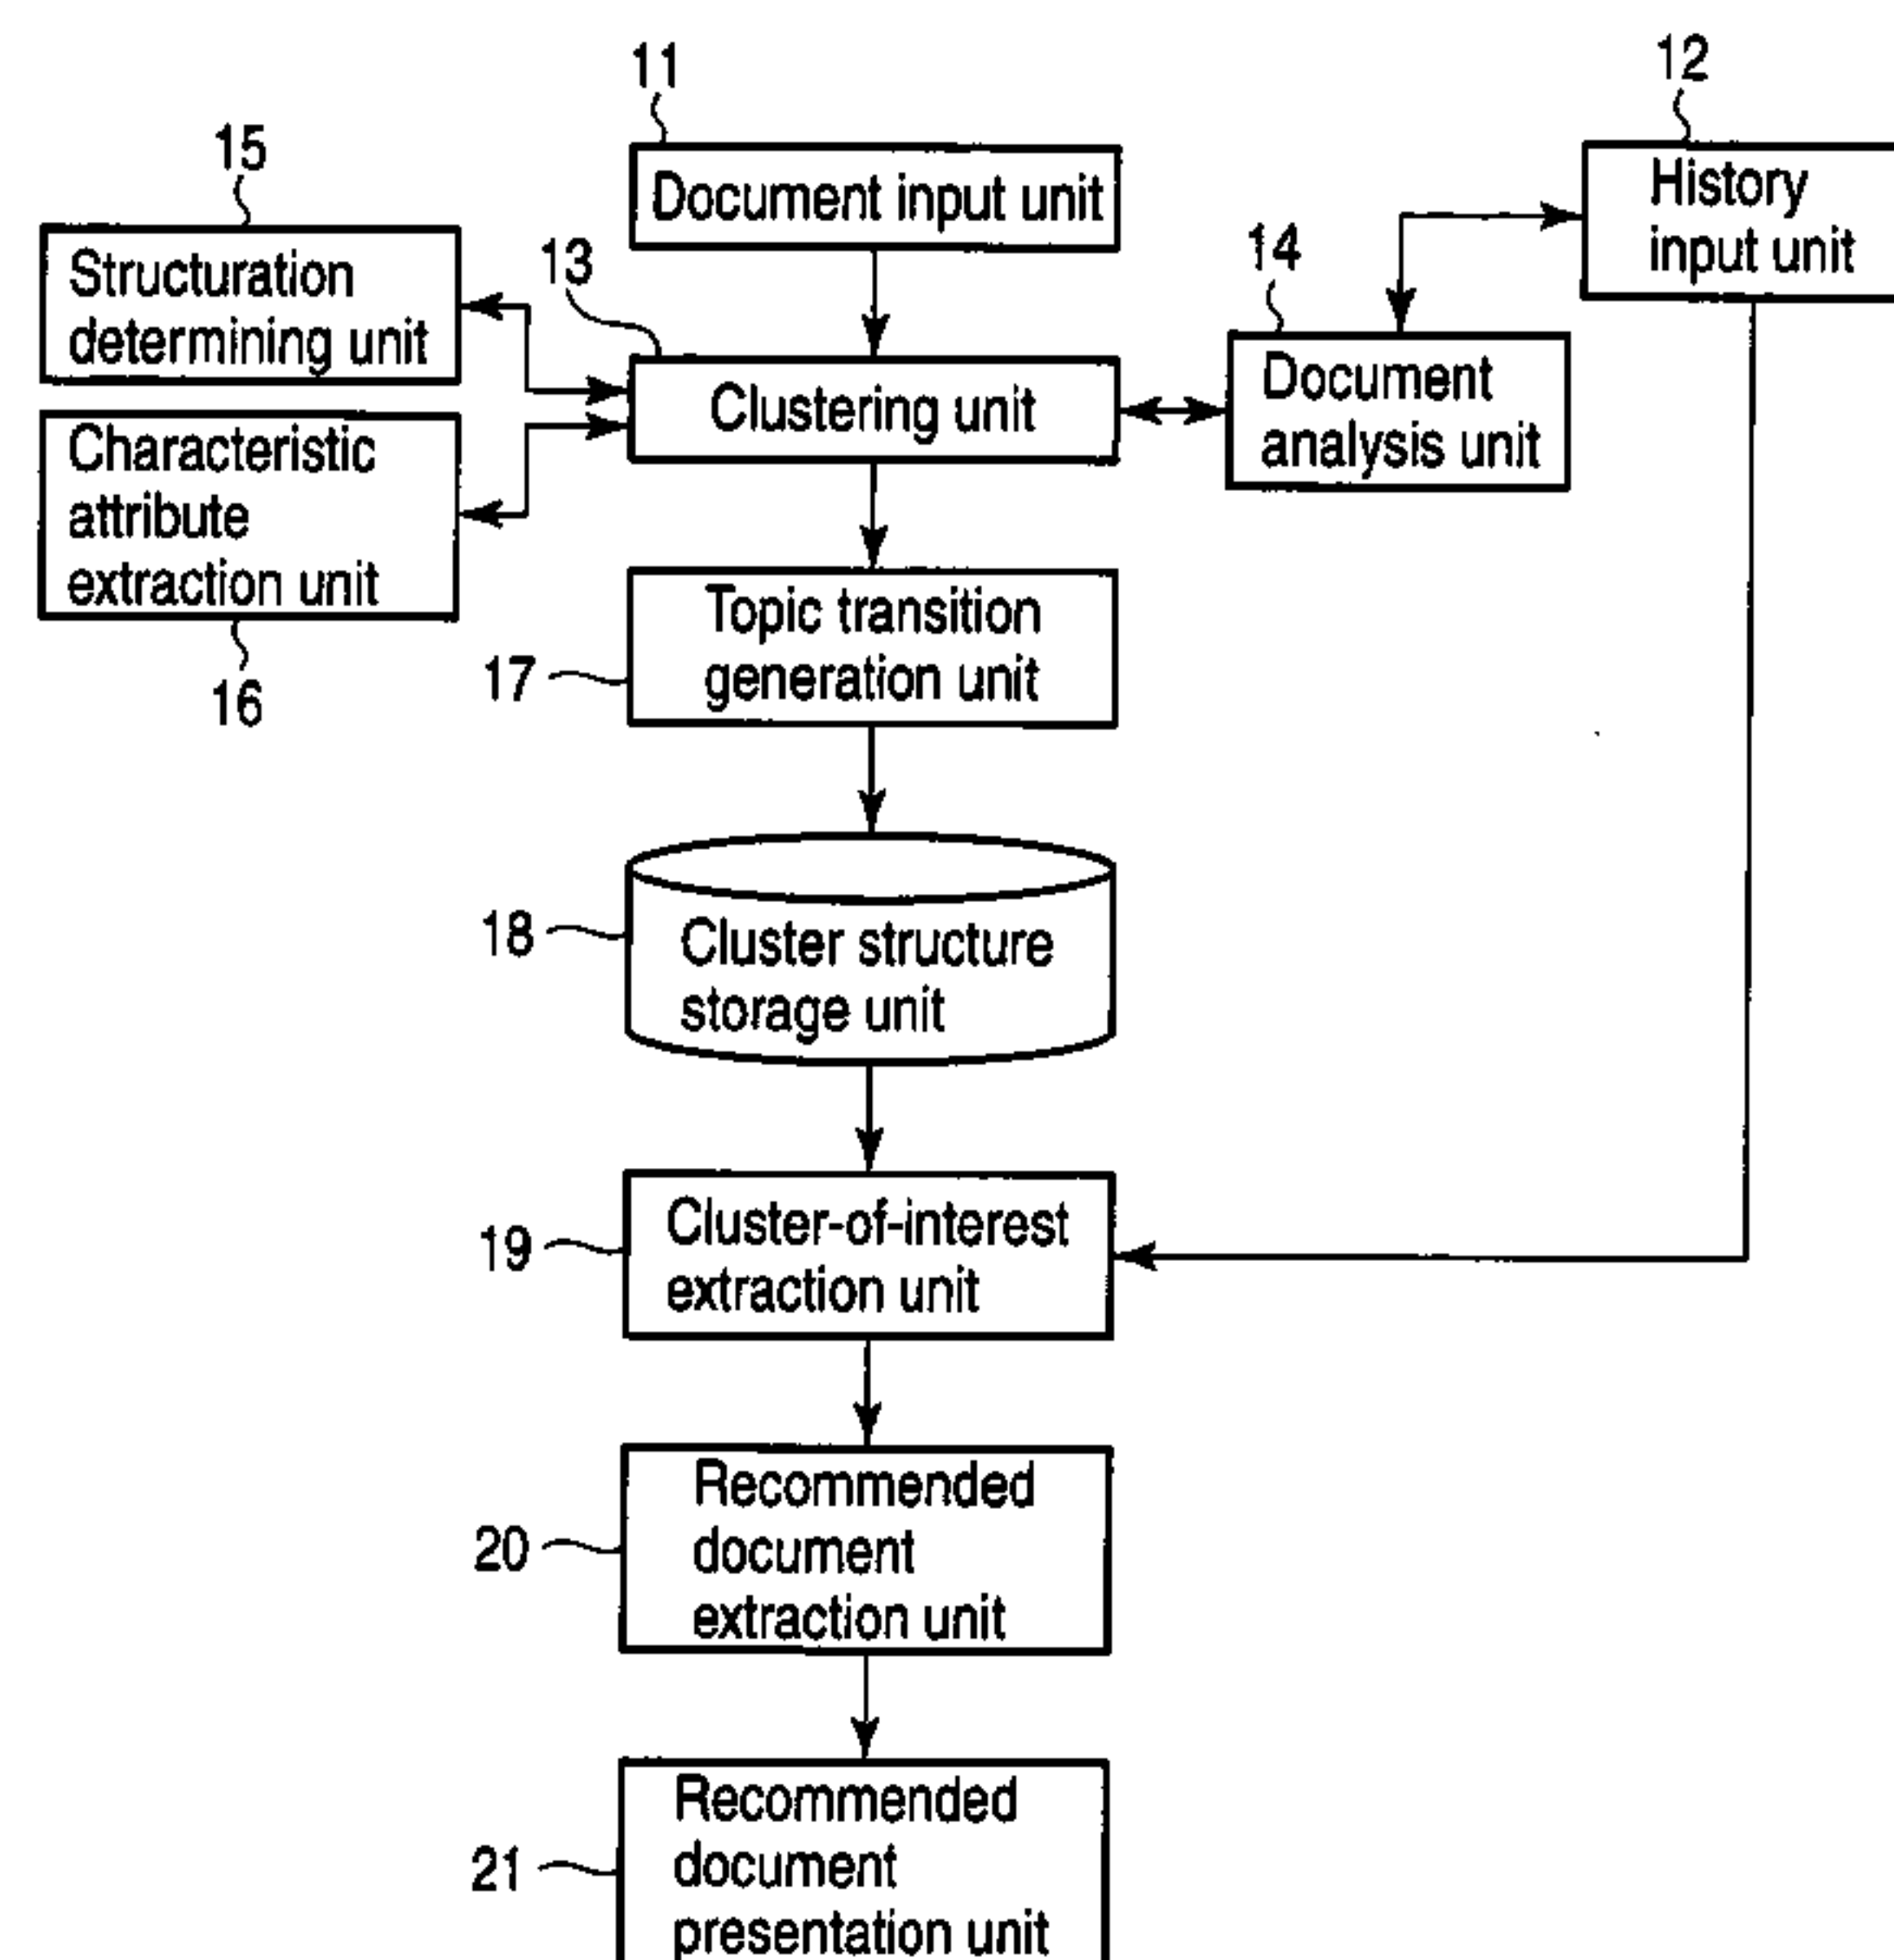 11
12
15
Document input unit
History
input unit
14
13
Structuration
determining unit
Document
analysis unit
Clustering unit
Characteristic
attribute
extraction unit
16
Topic transition
generation unit
17
Cluster structure
storage unit
18
Cluster-of-interest
extraction unit
19
Recommended
document
extraction unit
20
Recommended
document
presentation unit
21